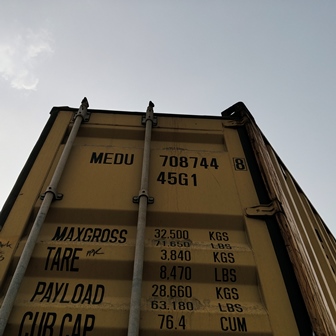 MEDU 708744 8
45G1
MAXGROSS 32.500 KGS
71.650 LBS
TARE 3.840 KGS
8,470 LBS
PAYLOAD 28.660 KGS
63.180 LBS
CUB.CAP 76.4 CUM